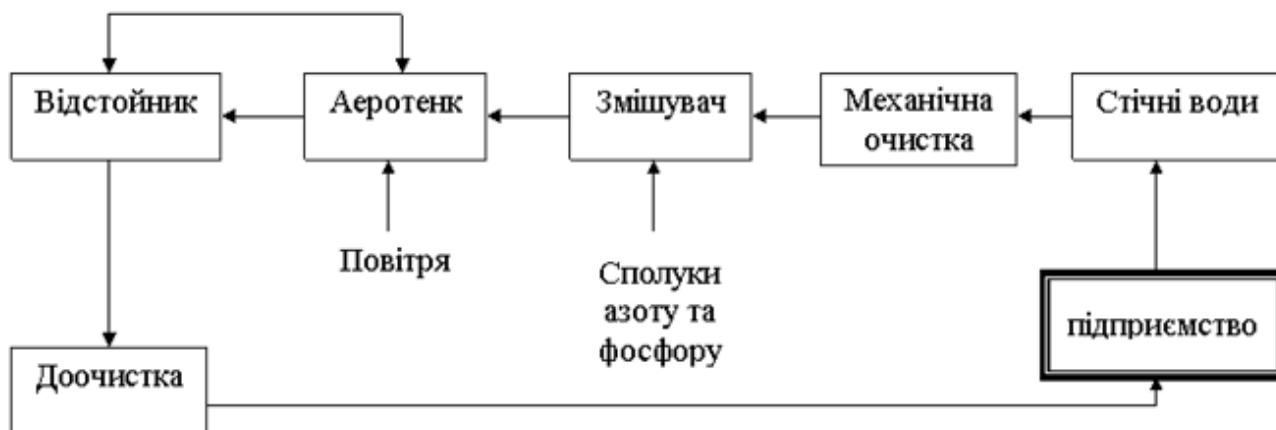 Відстойник
Аеротенк
Змішувач
Механічна
очистка
Стічні води
Повітря
Сполуки
азоту та
фосфору
підприємство
Доочистка